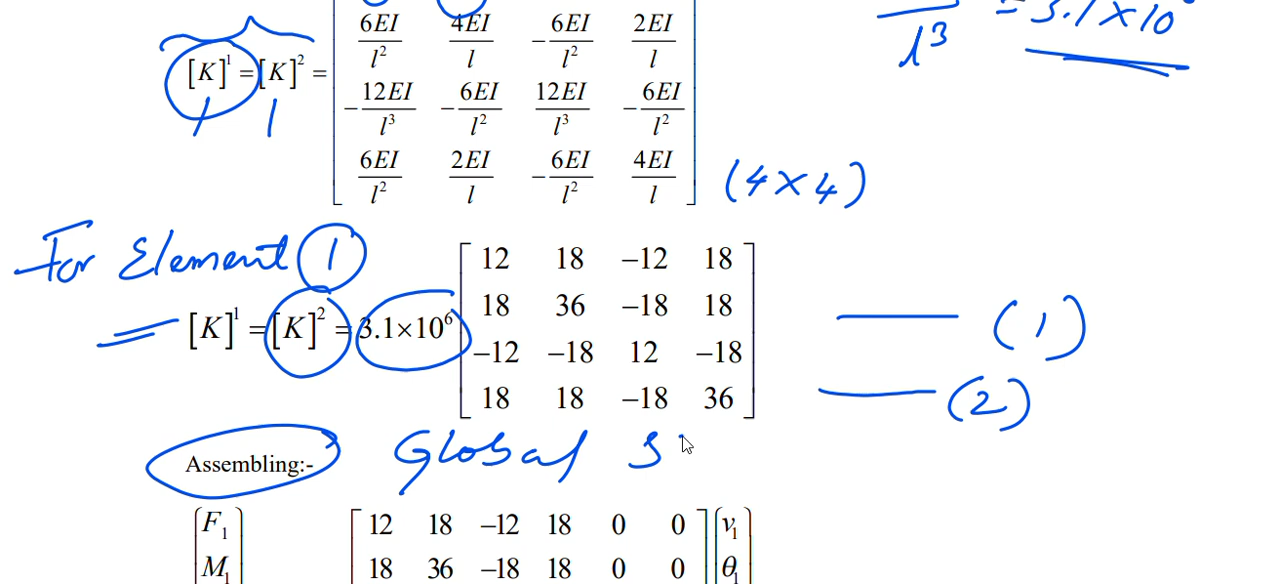 6EI/l² 4EI/l -6EI/l² 2EI/l
[K]¹ = [K]² =
-12EI/l³ -6EI/l² 12EI/l³ -6EI/l²
6EI/l² 2EI/l -6EI/l² 4EI/l
(4×4)
l³ = 3.1×10
1 1
For Element 1
[K]¹ = [K]² = 3.1×10⁶
12 18 −12 18
18 36 −18 18
−12 −18 12 −18
18 18 −18 36
(1)
(2)
Assembling:- Global S
F₁ 12 18 −12 18 0 0 v₁
M₁ 18 36 −18 18 0 0 θ₁